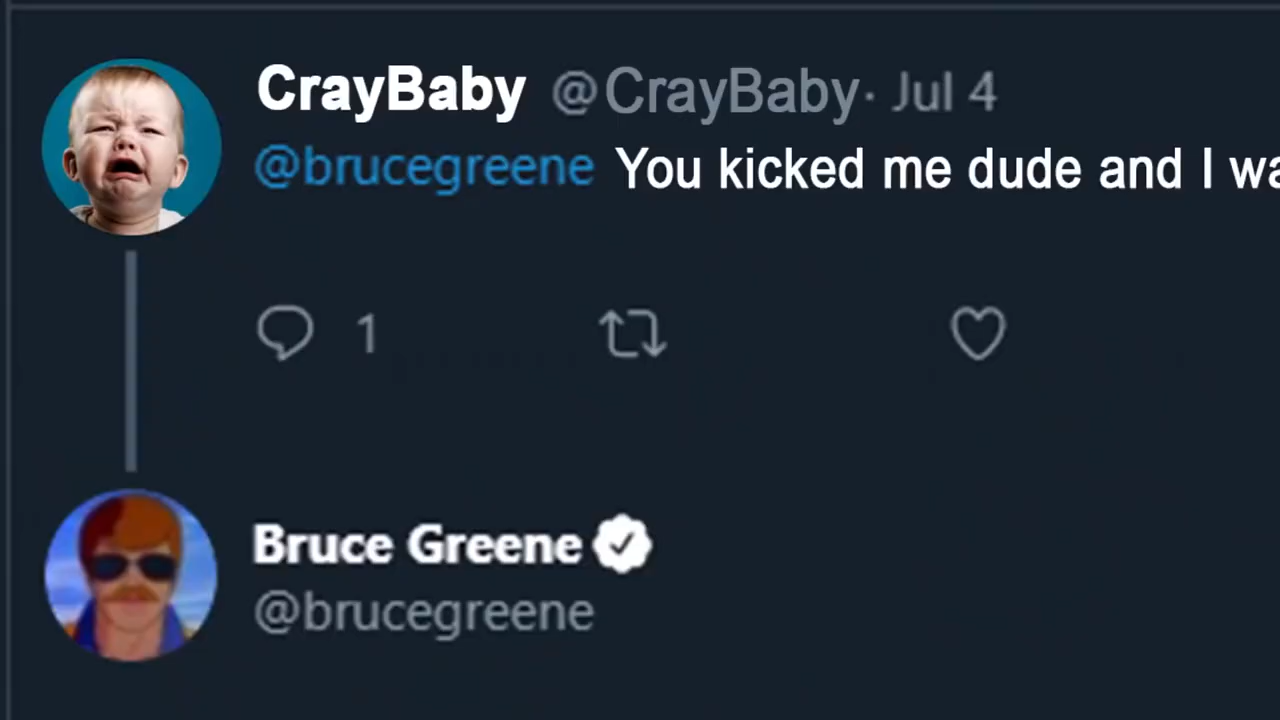 CrayBaby @CrayBaby · Jul 4
@brucegreene You kicked me dude and I wa
1
Bruce Greene
@brucegreene